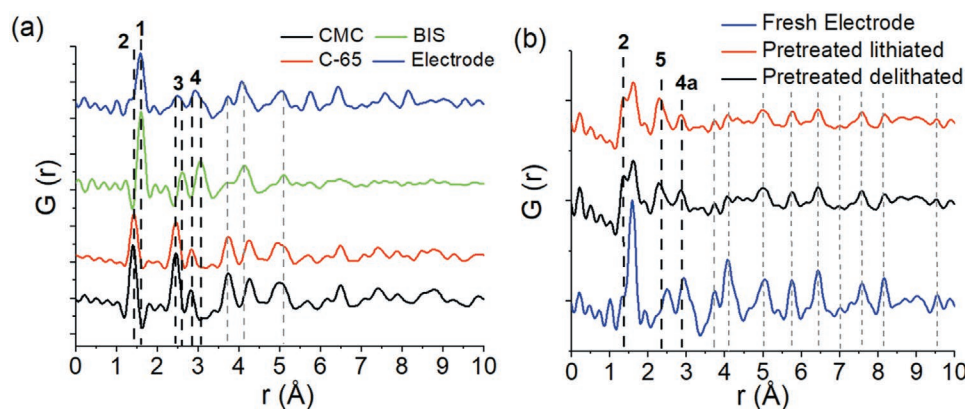 (a)
2 1 3 4
CMC
BIS
C-65
Electrode
G (r)
0 1 2 3 4 5 6 7 8 9 10
r (Å)
(b)
Fresh Electrode
Pretreated lithiated
Pretreated delithated
2 5 4a
G (r)
0 1 2 3 4 5 6 7 8 9 10
r (Å)